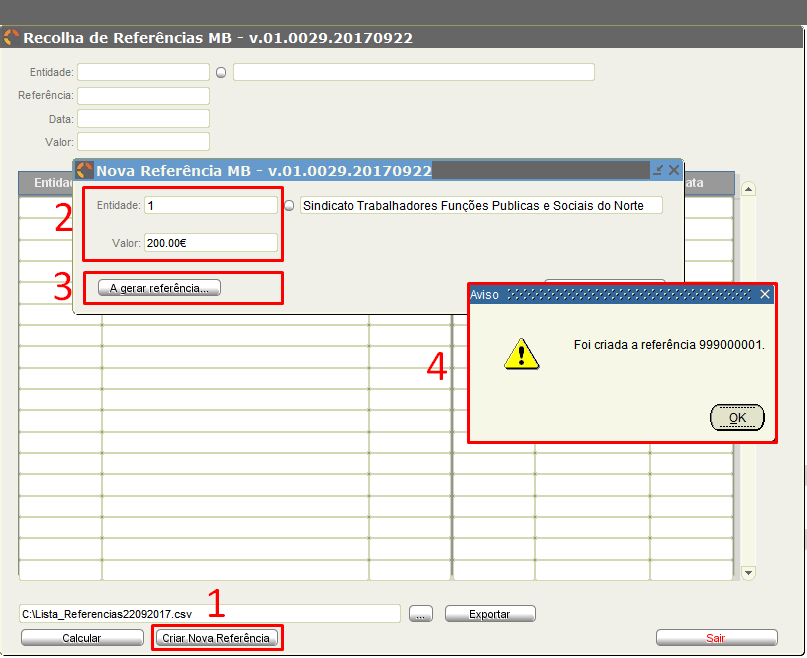 Recolha de Referências MB - v.01.0029.20170922
Entidade:
Referência:
Data:
Valor:
Nova Referência MB - v.01.0029.20170922
2
Entidade: 1 Sindicato Trabalhadores Funções Publicas e Sociais do Norte
Valor: 200.00€
3
A gerar referência...
Aviso
4
Foi criada a referência 999000001.
OK
1
C:\Lista_Referencias22092017.csv ... Exportar
Calcular Criar Nova Referência Sair